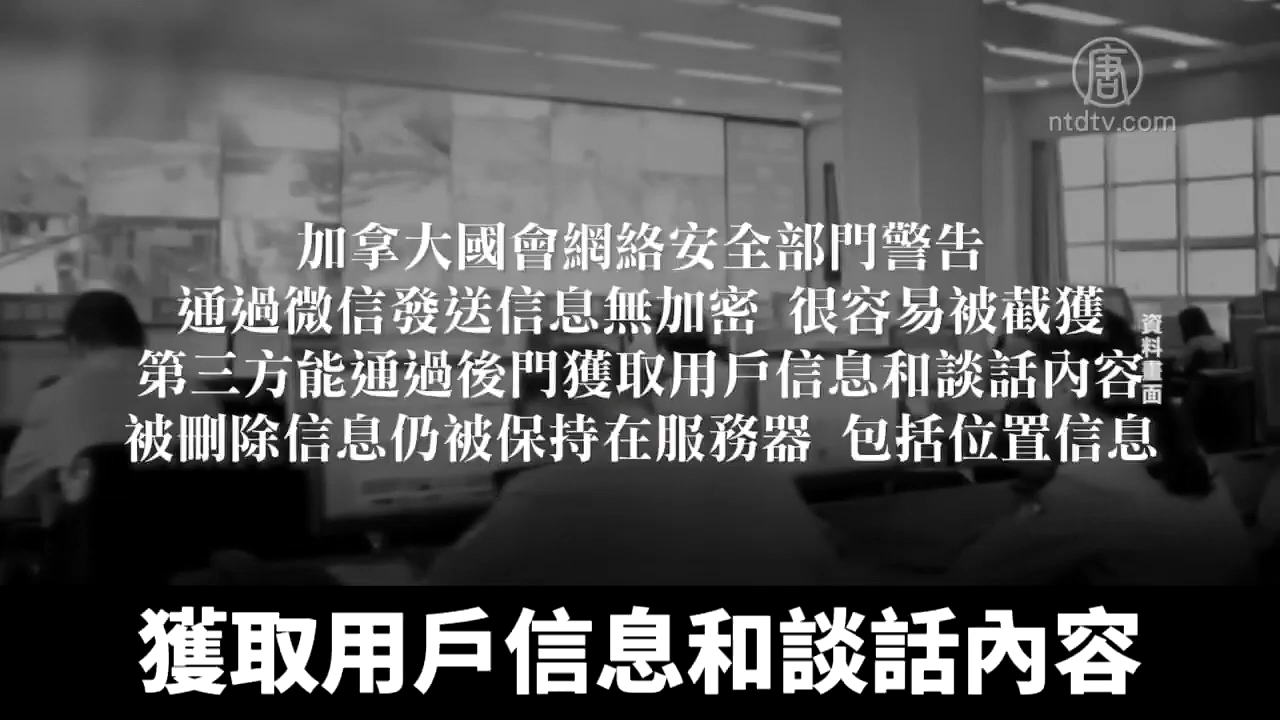 唐
ntdtv.com
加拿大國會網絡安全部門警告
通過微信發送信息無加密 很容易被截獲
第三方能通過後門獲取用戶信息和談話內容
被刪除信息仍被保持在服務器 包括位置信息
資料畫面
獲取用戶信息和談話內容